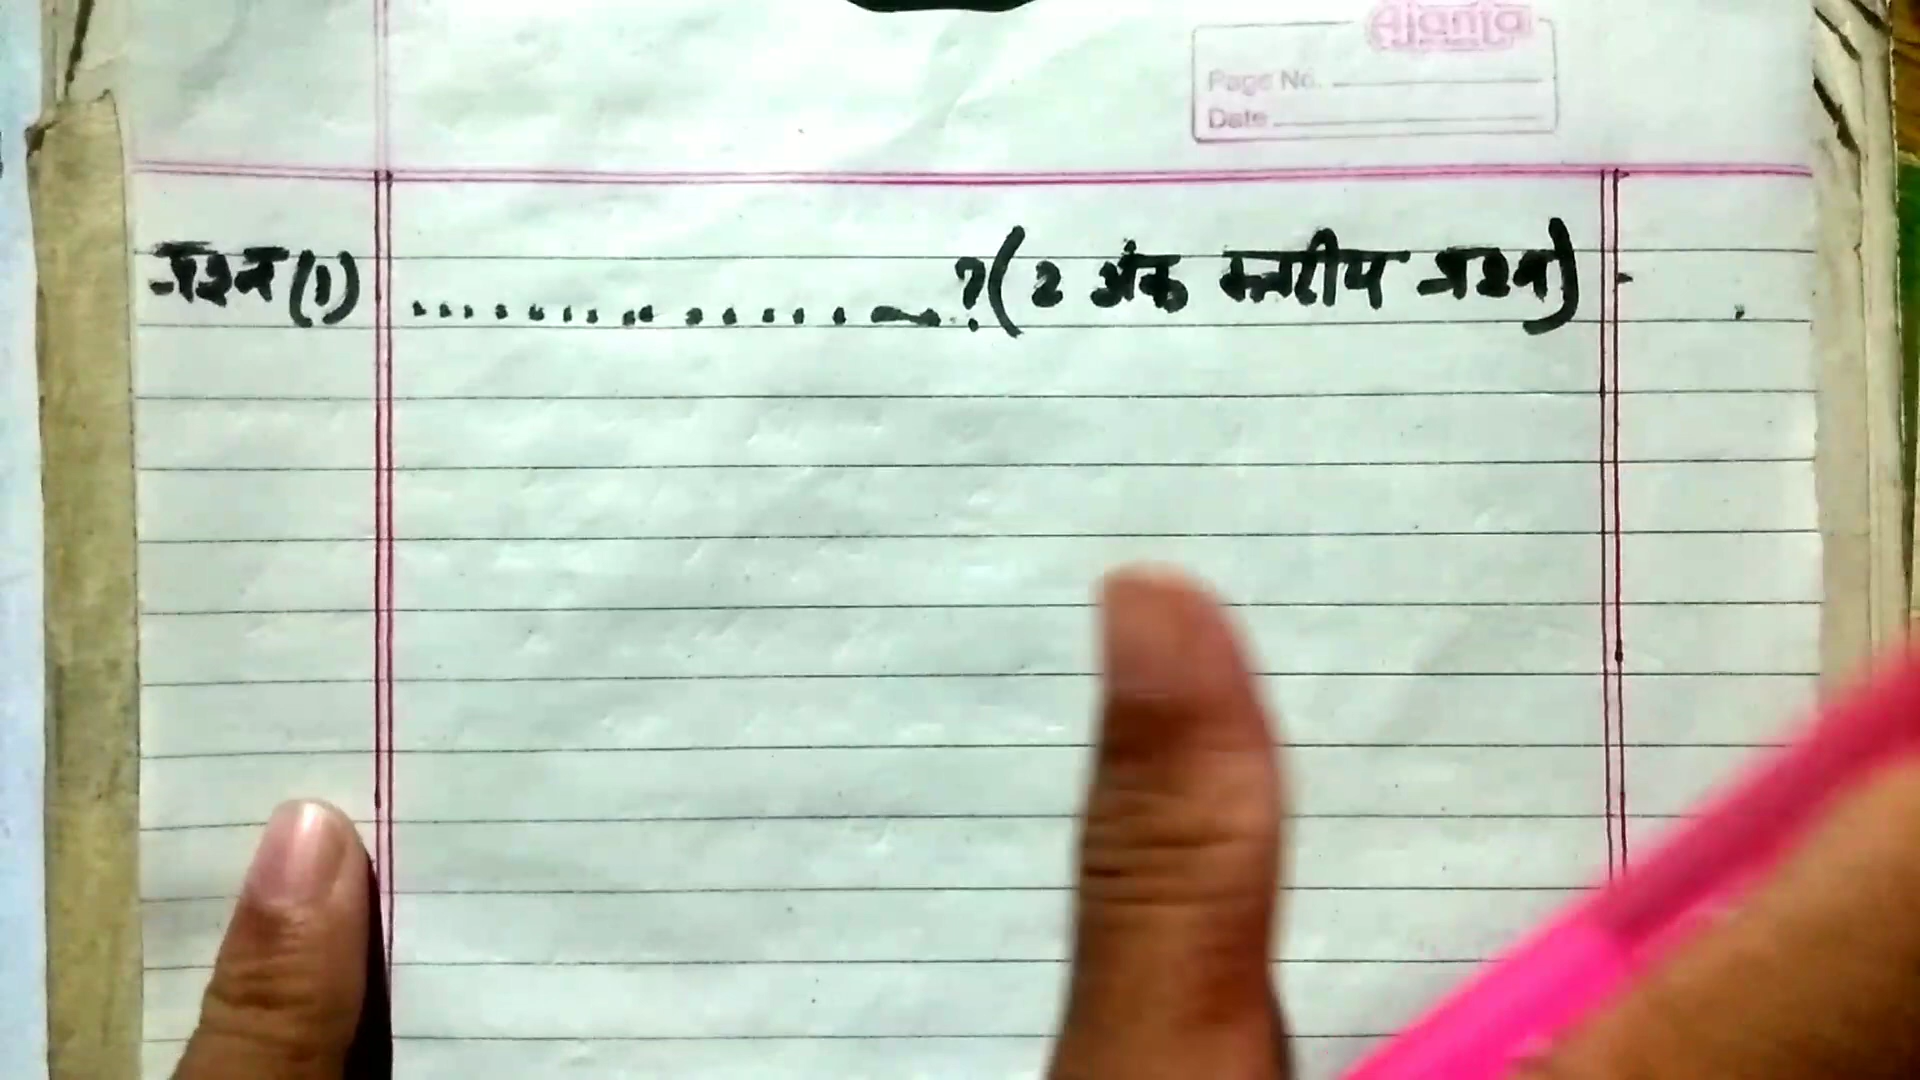 Ajanta
Page No.
Date
प्रश्न (1) ....................? (2 अंक स्तरीय प्रश्न)